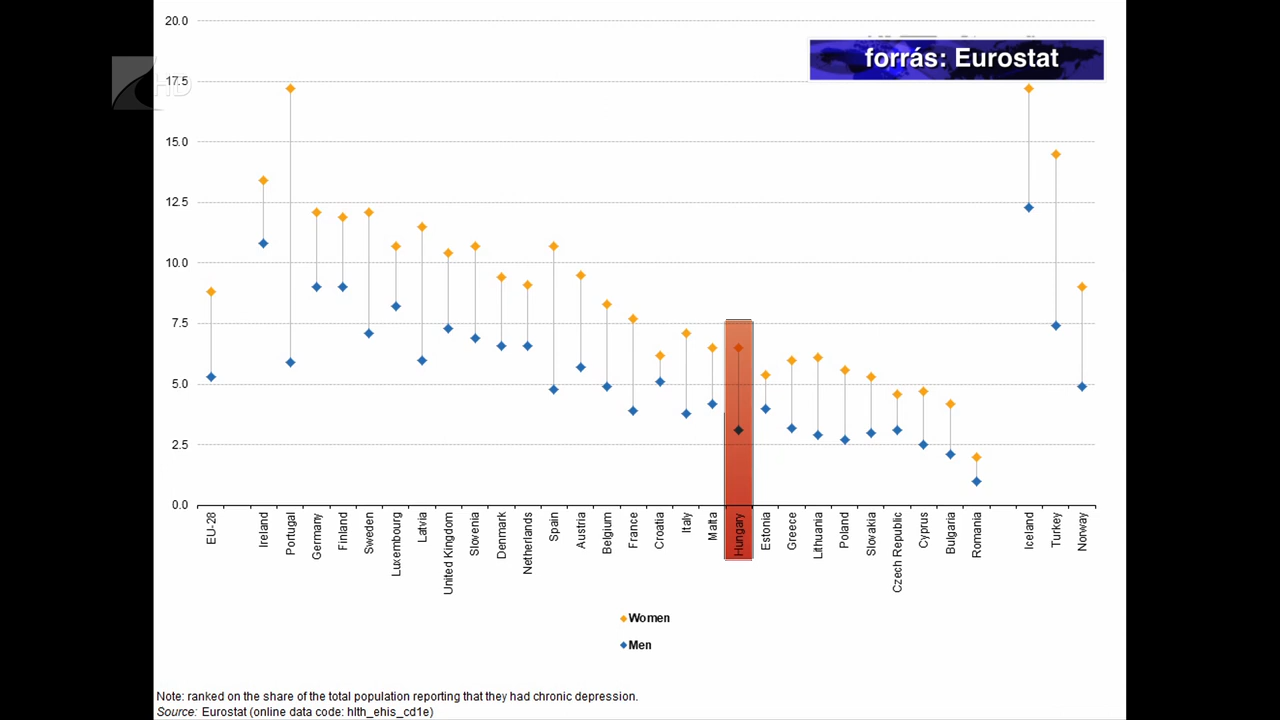 forrás: Eurostat
HD
20.0
17.5
15.0
12.5
10.0
7.5
5.0
2.5
0.0
EU-28
Ireland
Portugal
Germany
Finland
Sweden
Luxembourg
Latvia
United Kingdom
Slovenia
Denmark
Netherlands
Spain
Austria
Belgium
France
Croatia
Italy
Malta
Hungary
Estonia
Greece
Lithuania
Poland
Slovakia
Czech Republic
Cyprus
Bulgaria
Romania
Iceland
Turkey
Norway
Women
Men
Note: ranked on the share of the total population reporting that they had chronic depression.
Source: Eurostat (online data code: hlth_ehis_cd1e)